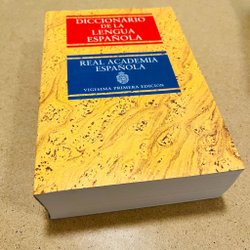 DICCIONARIO
DE LA
LENGUA
ESPAÑOLA
REAL ACADEMIA
ESPAÑOLA
VIGÉSIMA PRIMERA EDICIÓN